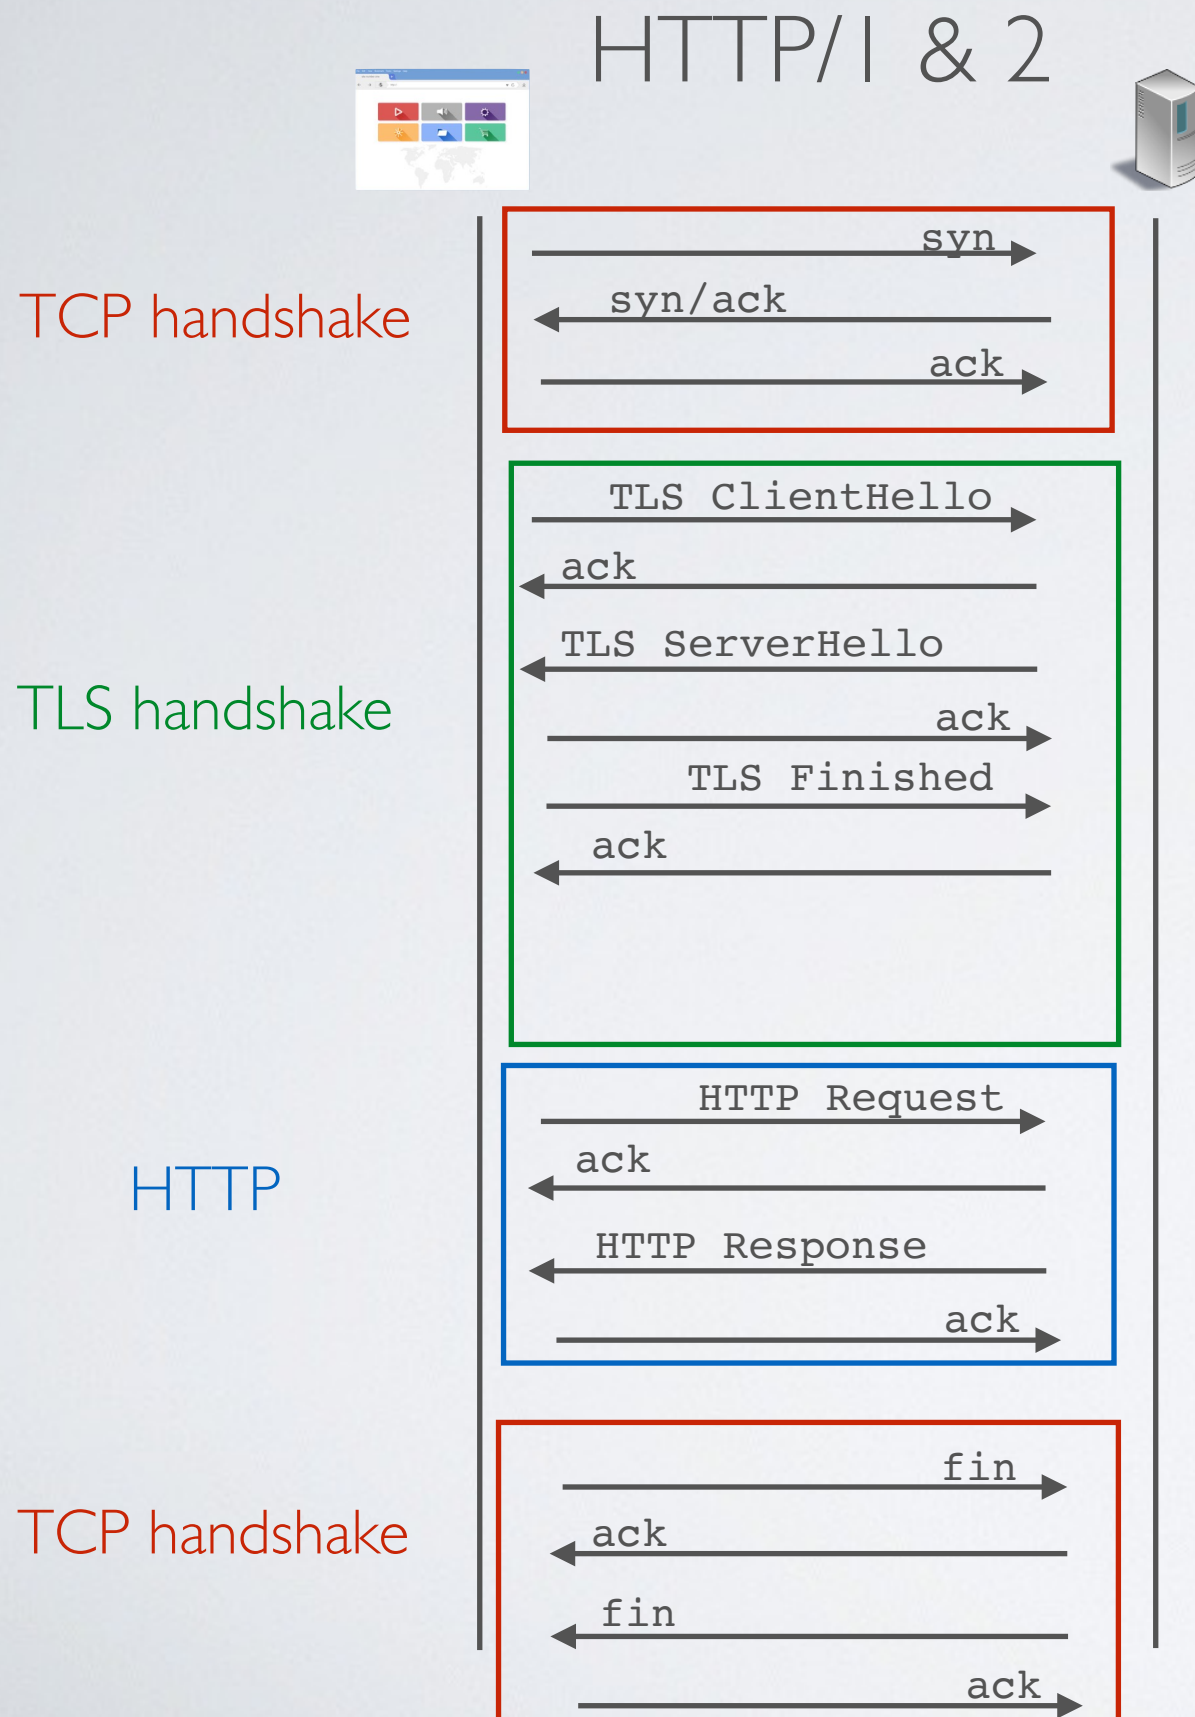 HTTP/1 & 2
TCP handshake
syn
syn/ack
ack
TLS handshake
TLS ClientHello
ack
TLS ServerHello
ack
TLS Finished
ack
HTTP
HTTP Request
ack
HTTP Response
ack
TCP handshake
fin
ack
fin
ack